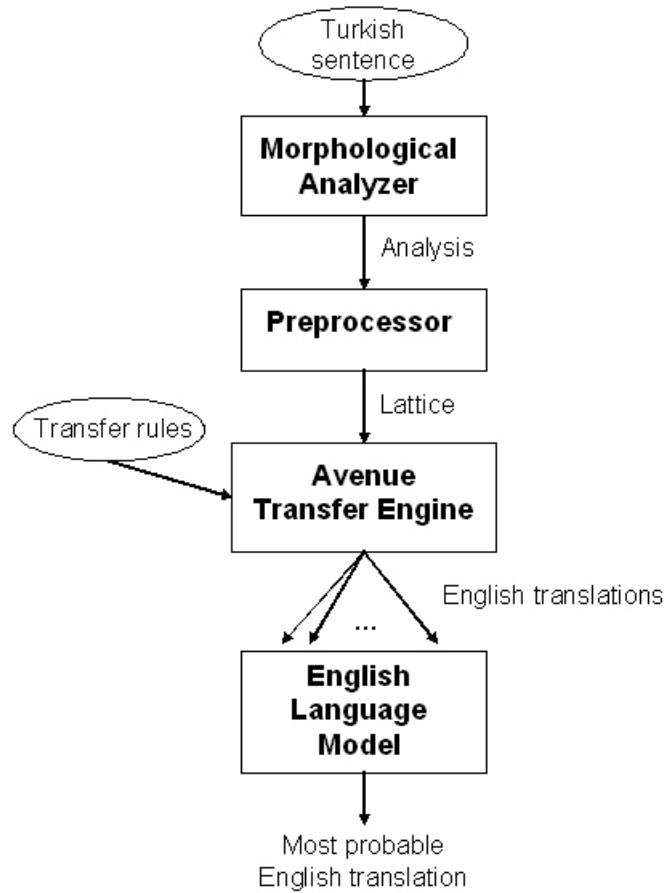 Turkish
sentence
Morphological
Analyzer
Analysis
Preprocessor
Lattice
Transfer rules
Avenue
Transfer Engine
English translations
...
English
Language
Model
Most probable
English translation